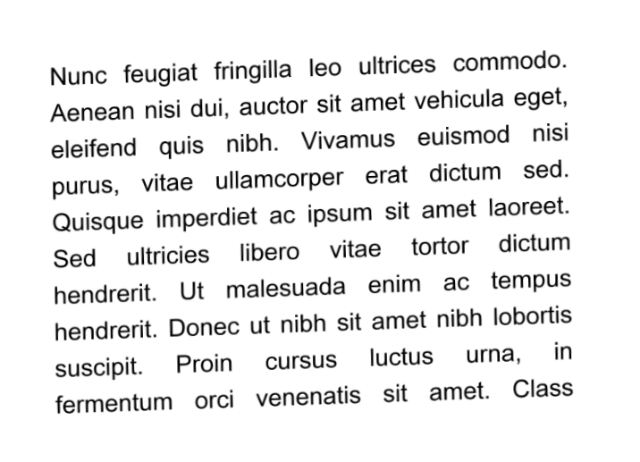 Nunc feugiat fringilla leo ultrices commodo.
Aenean nisi dui, auctor sit amet vehicula eget,
eleifend quis nibh. Vivamus euismod nisi
purus, vitae ullamcorper erat dictum sed.
Quisque imperdiet ac ipsum sit amet laoreet.
Sed ultricies libero vitae tortor dictum
hendrerit. Ut malesuada enim ac tempus
hendrerit. Donec ut nibh sit amet nibh lobortis
suscipit. Proin cursus luctus urna, in
fermentum orci venenatis sit amet. Class